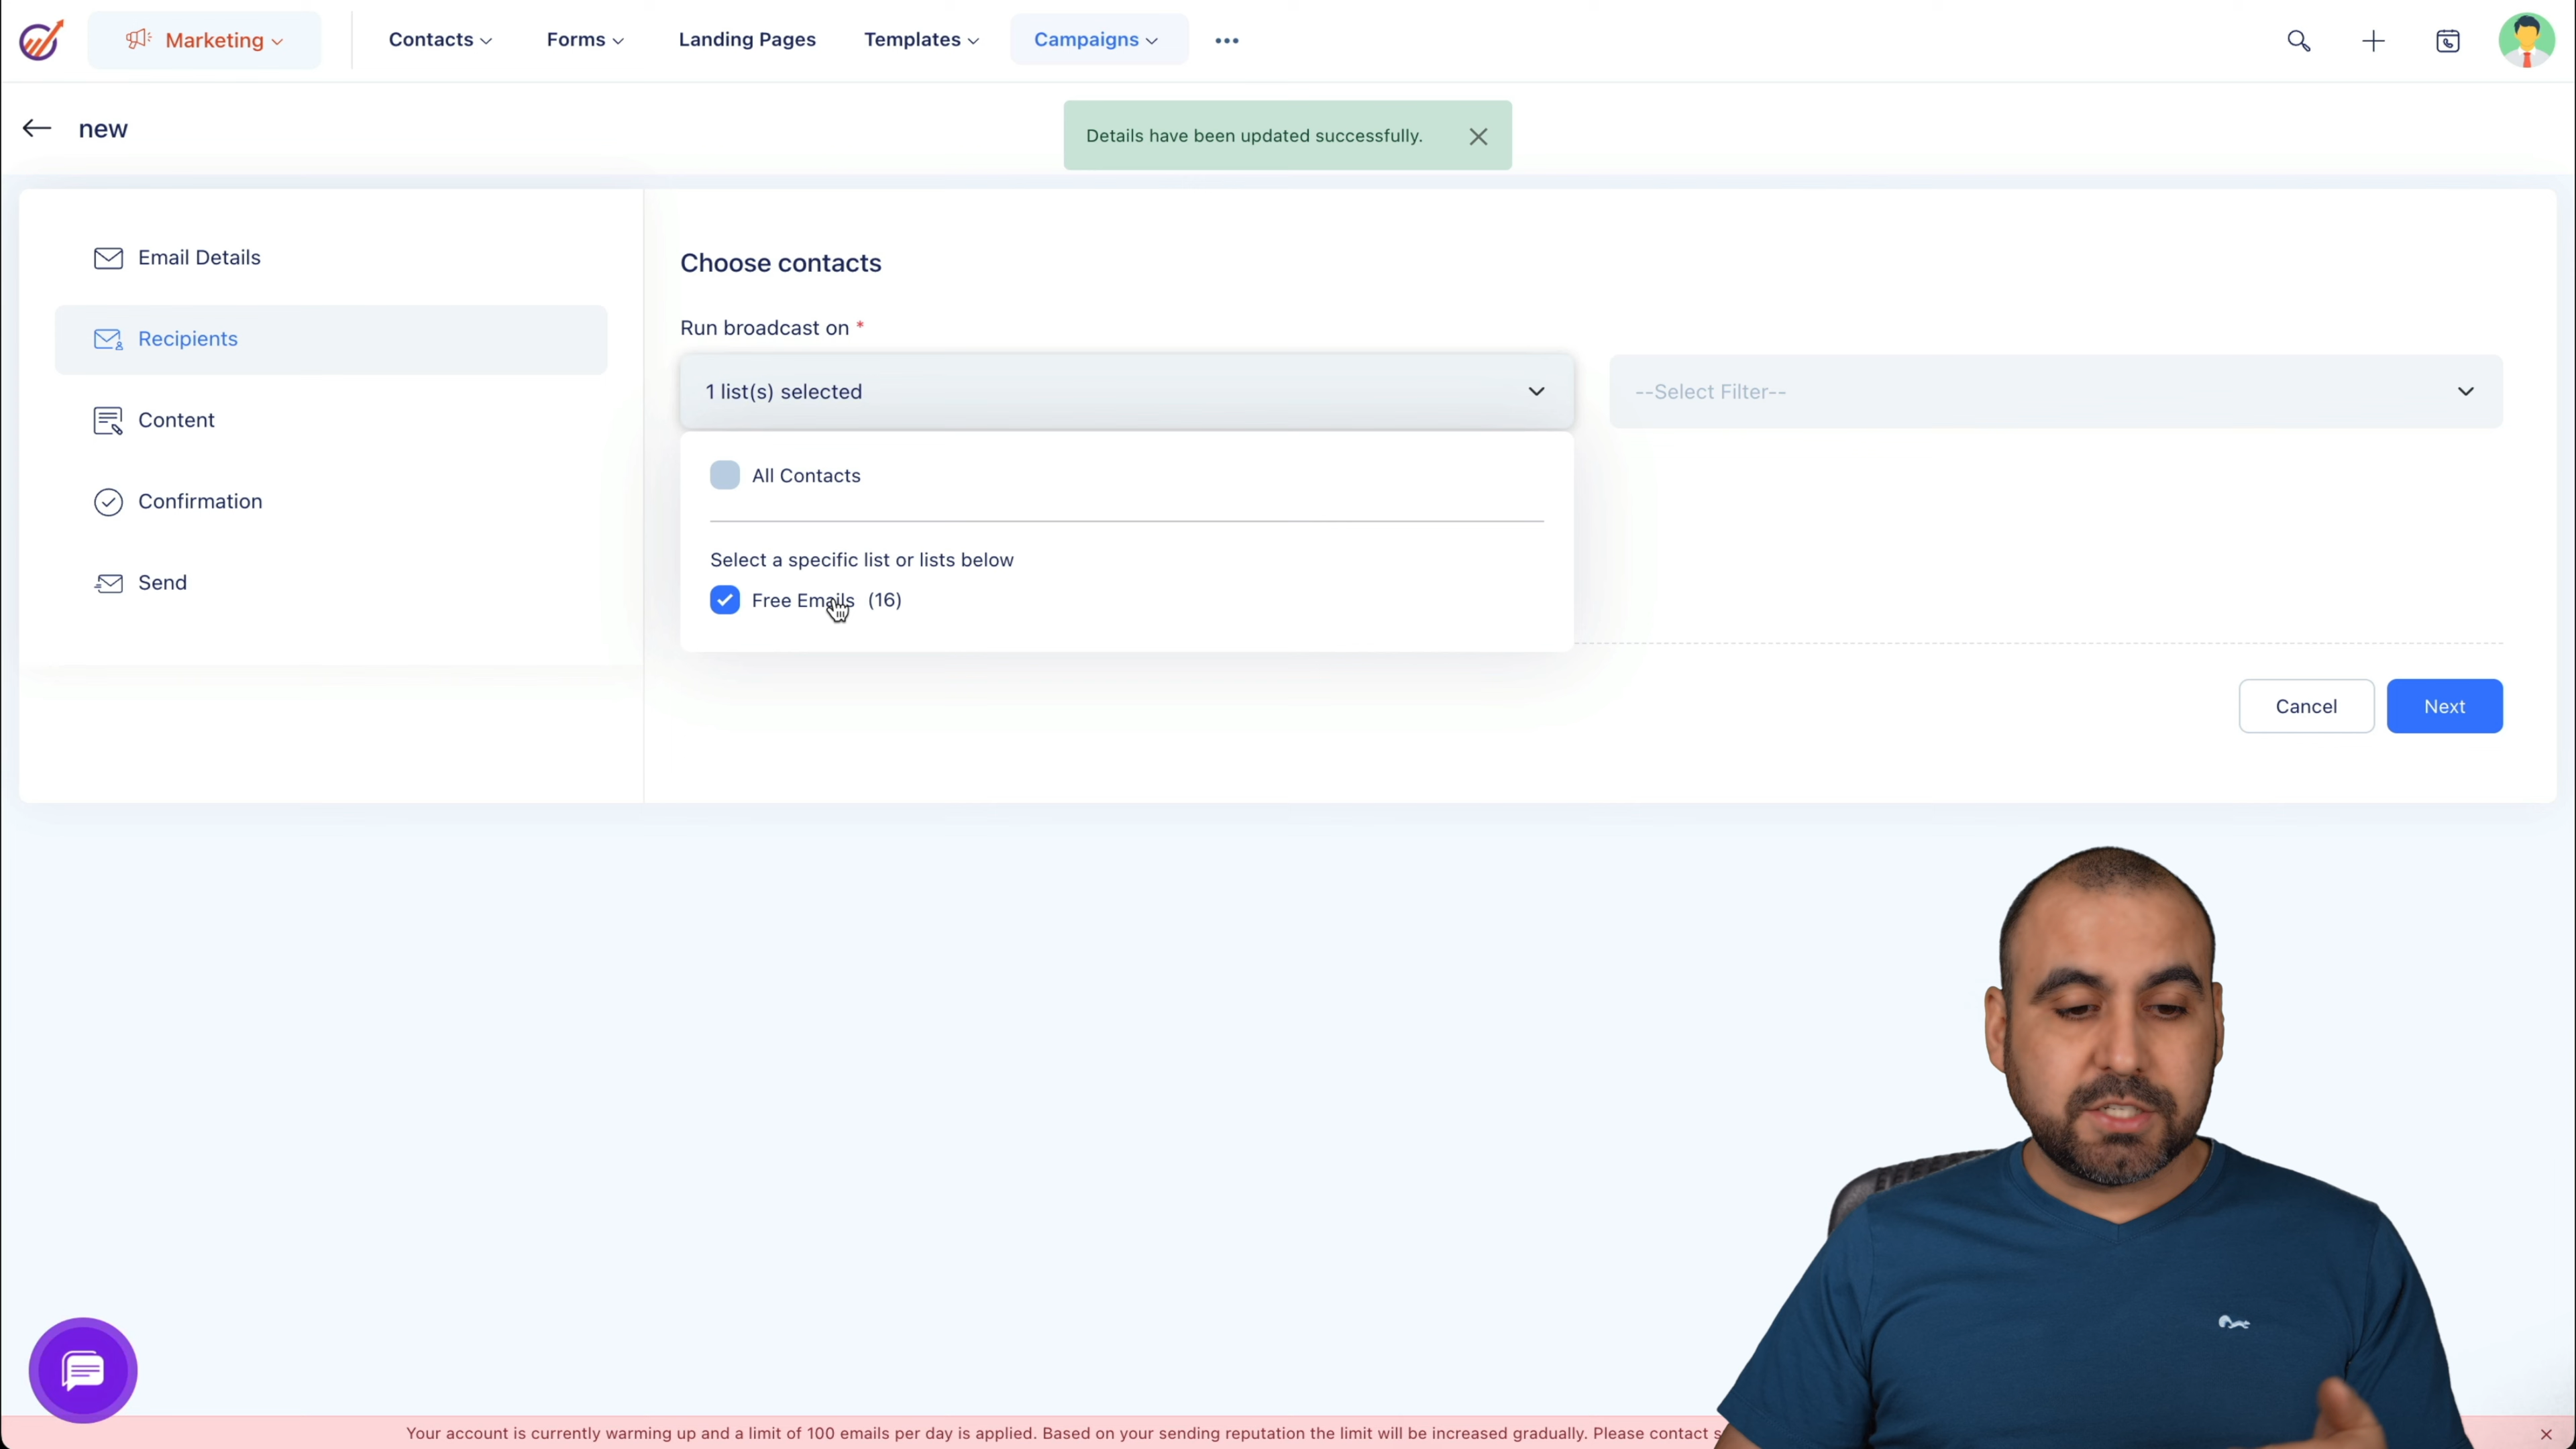 Marketing
Contacts
Forms
Landing Pages
Templates
Campaigns
new
Details have been updated successfully.
Email Details
Recipients
Content
Confirmation
Send
Choose contacts
Run broadcast on *
1 list(s) selected
--Select Filter--
All Contacts
Select a specific list or lists below
Free Emails (16)
Cancel
Next
Your account is currently warming up and a limit of 100 emails per day is applied. Based on your sending reputation the limit will be increased gradually. Please contact